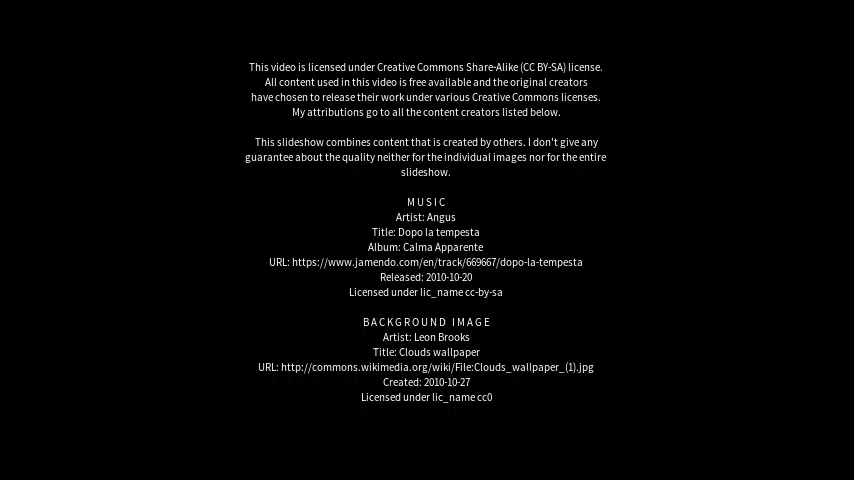 This video is licensed under Creative Commons Share-Alike (CC BY-SA) license.
All content used in this video is free available and the original creators
have chosen to release their work under various Creative Commons licenses.
My attributions go to all the content creators listed below.
This slideshow combines content that is created by others. I don't give any
guarantee about the quality neither for the individual images nor for the entire
slideshow.
MUSIC
Artist: Angus
Title: Dopo la tempesta
Album: Calma Apparente
URL: https://www.jamendo.com/en/track/669667/dopo-la-tempesta
Released: 2010-10-20
Licensed under lic_name cc-by-sa
BACKGROUND IMAGE
Artist: Leon Brooks
Title: Clouds wallpaper
URL: http://commons.wikimedia.org/wiki/File:Clouds_wallpaper_(1).jpg
Created: 2010-10-27
Licensed under lic_name cc0